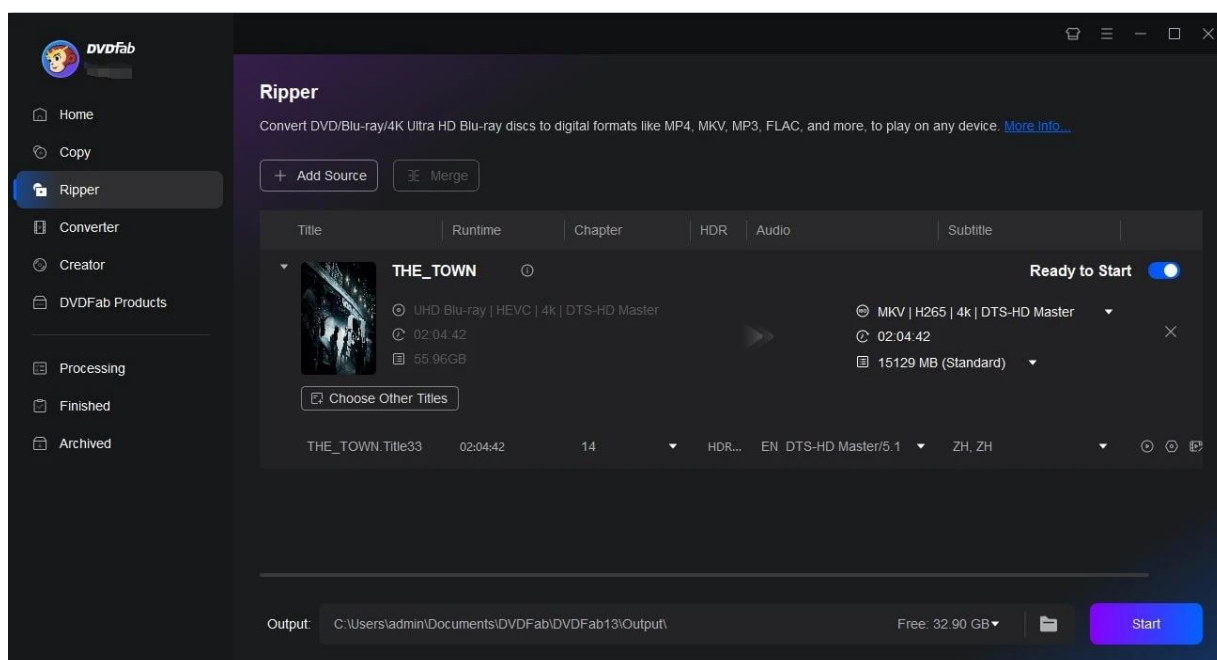 DVDFab
Home
Copy
Ripper
Converter
Creator
DVDFab Products
Processing
Finished
Archived
Ripper
Convert DVD/Blu-ray/4K Ultra HD Blu-ray discs to digital formats like MP4, MKV, MP3, FLAC, and more, to play on any device. More Info...
+ Add Source Merge
Title Runtime Chapter HDR Audio Subtitle
THE_TOWN Ready to Start
UHD Blu-ray | HEVC | 4k | DTS-HD Master MKV | H265 | 4k | DTS-HD Master
02:04:42 02:04:42
55.96GB 15129 MB (Standard)
Choose Other Titles
THE_TOWN.Title33 02:04:42 14 HDR... EN DTS-HD Master/5.1 ZH, ZH
Output: C:\Users\admin\Documents\DVDFab\DVDFab13\Output\ Free: 32.90 GB Start